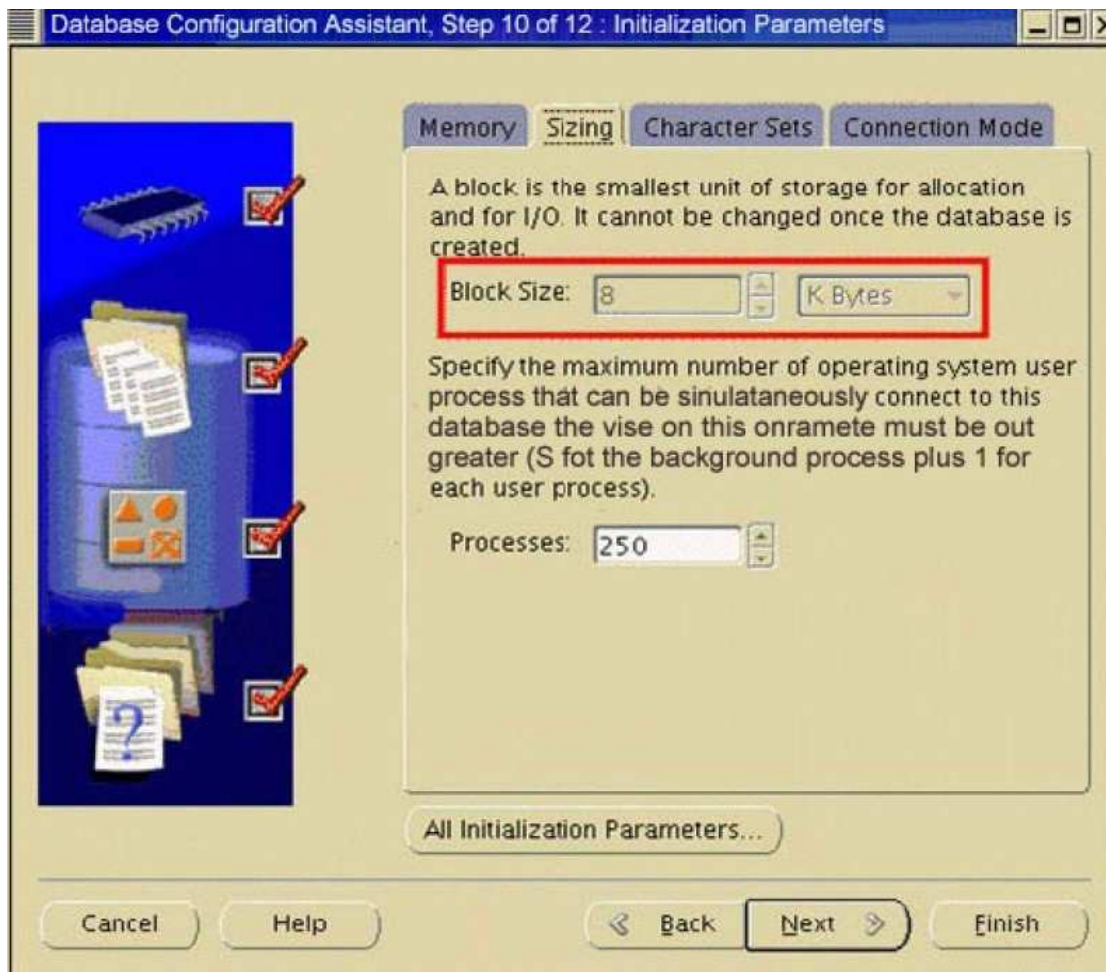 Database Configuration Assistant, Step 10 of 12 : Initialization Parameters
Memory Sizing Character Sets Connection Mode
A block is the smallest unit of storage for allocation
and for I/O. It cannot be changed once the database is
created.
Block Size: 8 K Bytes
Specify the maximum number of operating system user
process that can be sinulataneously connect to this
database the vise on this onramete must be out
greater (S fot the background process plus 1 for
each user process).
Processes: 250
?
All Initialization Parameters...
Cancel Help Back Next Finish